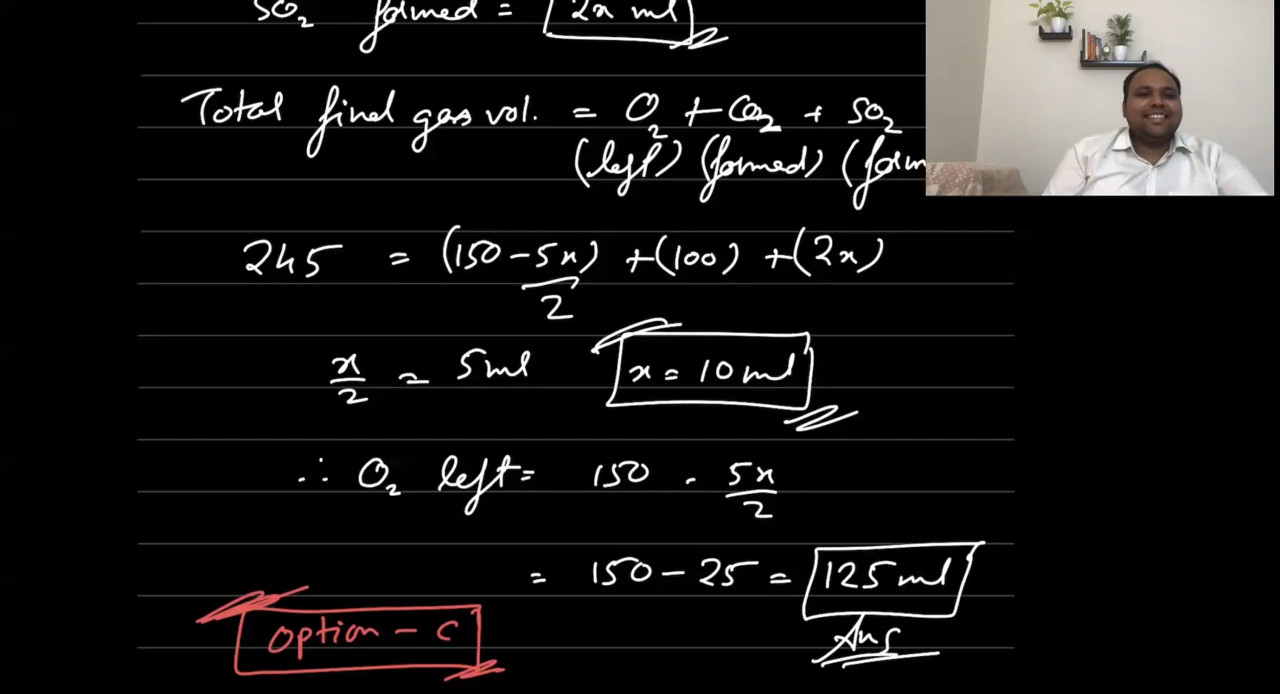 SO2 formed = 2x ml
Total final gas vol. = O2 + CO2 + SO2
(left) (formed) (form
245 = (150 - 5x/2) + (100) + (2x)
x/2 = 5ml x = 10 ml
∴ O2 left = 150 - 5x/2
= 150 - 25 = 125 ml
Ans
option - C